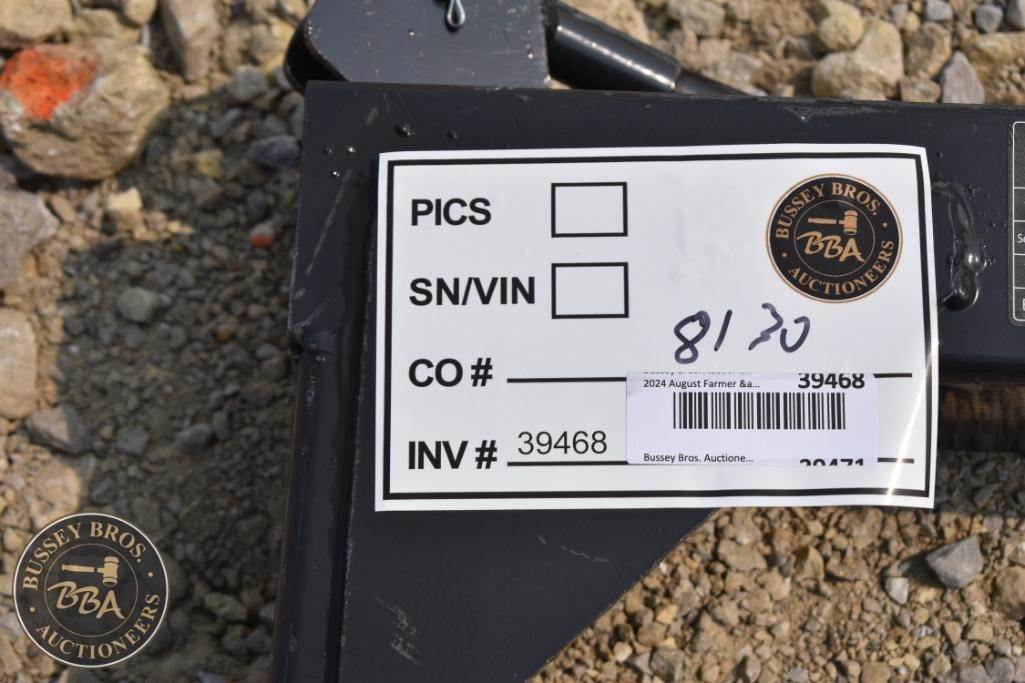 PICS
BUSSEY BROS.
BBA
AUCTIONEERS
SN/VIN
8130
CO #
2024 August Farmer &a... 39468
INV # 39468
Bussey Bros. Auctione... 39471
BUSSEY BROS.
BBA
AUCTIONEERS